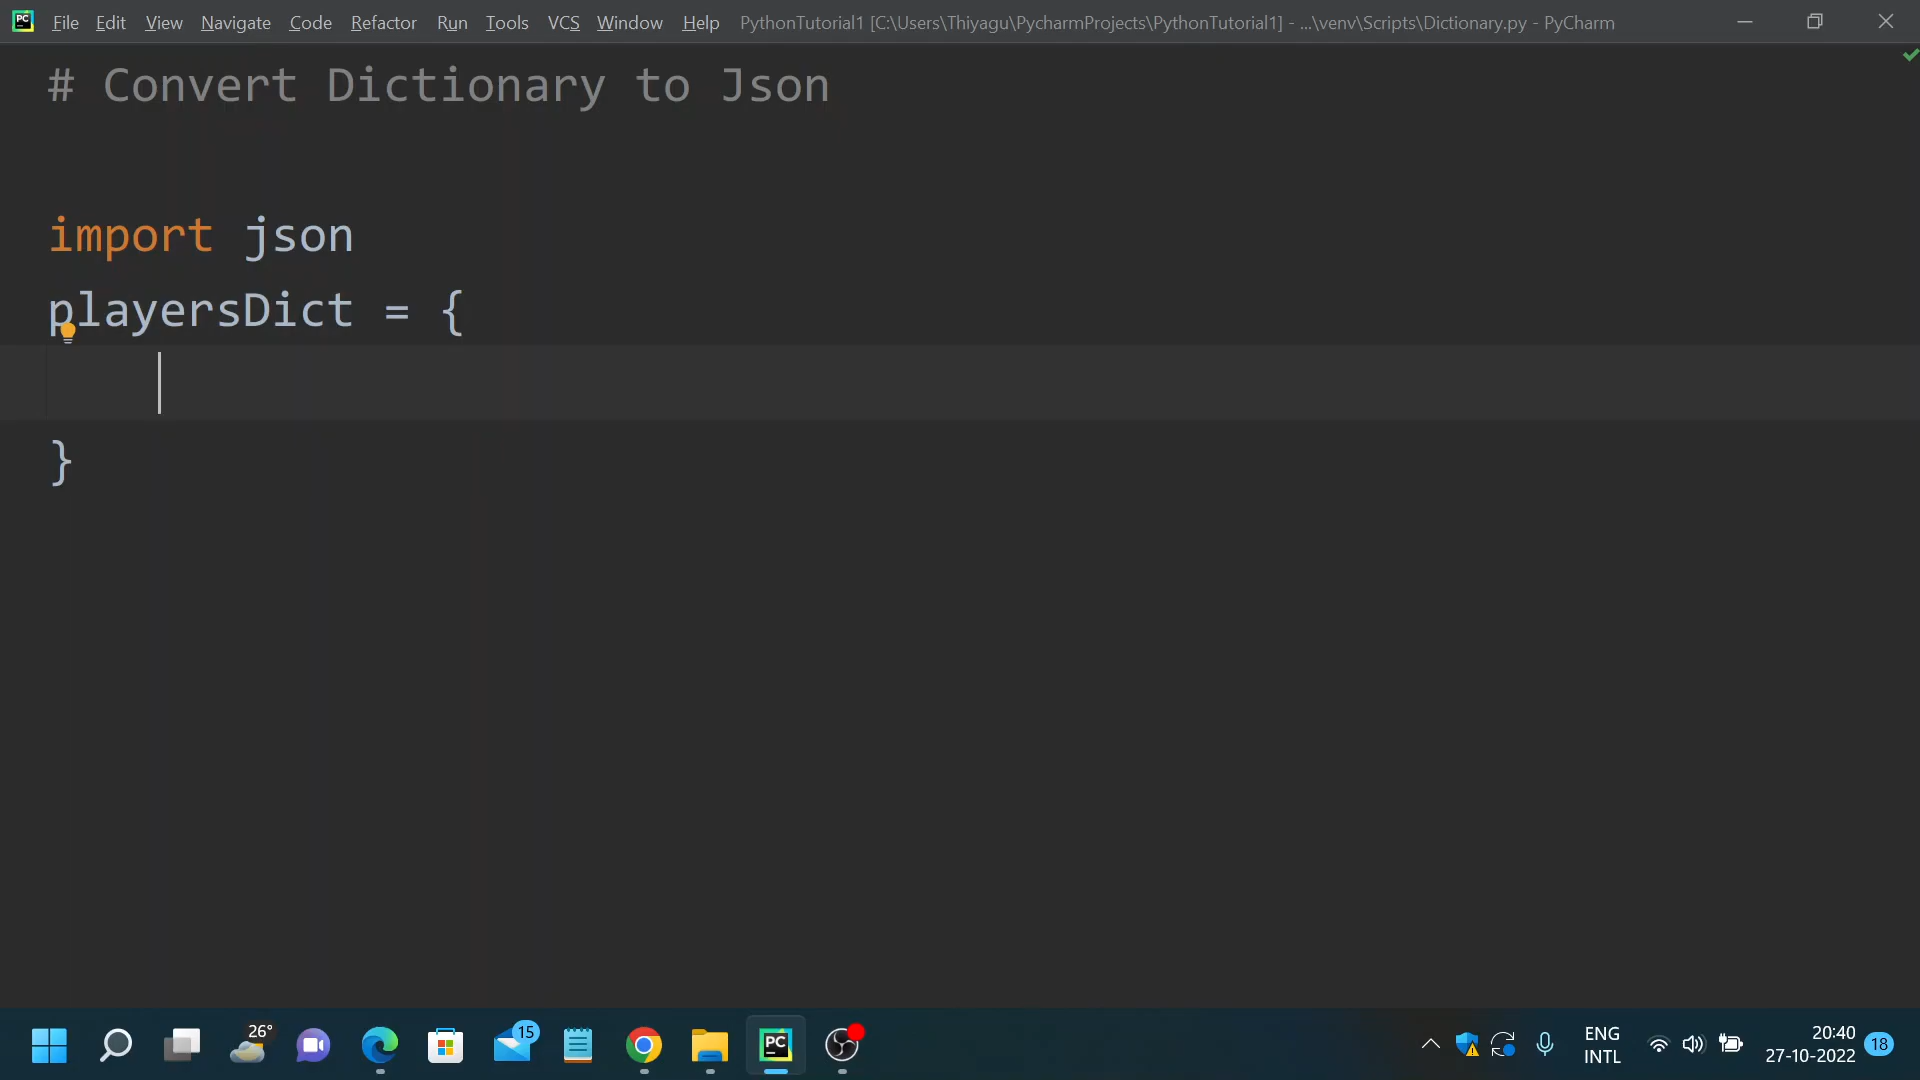 File Edit View Navigate Code Refactor Run Tools VCS Window Help PythonTutorial1 [C:\Users\Thiyagu\PycharmProjects\PythonTutorial1] - ...\venv\Scripts\Dictionary.py - PyCharm
# Convert Dictionary to Json
import json
playersDict = {
}
26°
15
PC
ENG
INTL
20:40
27-10-2022
18